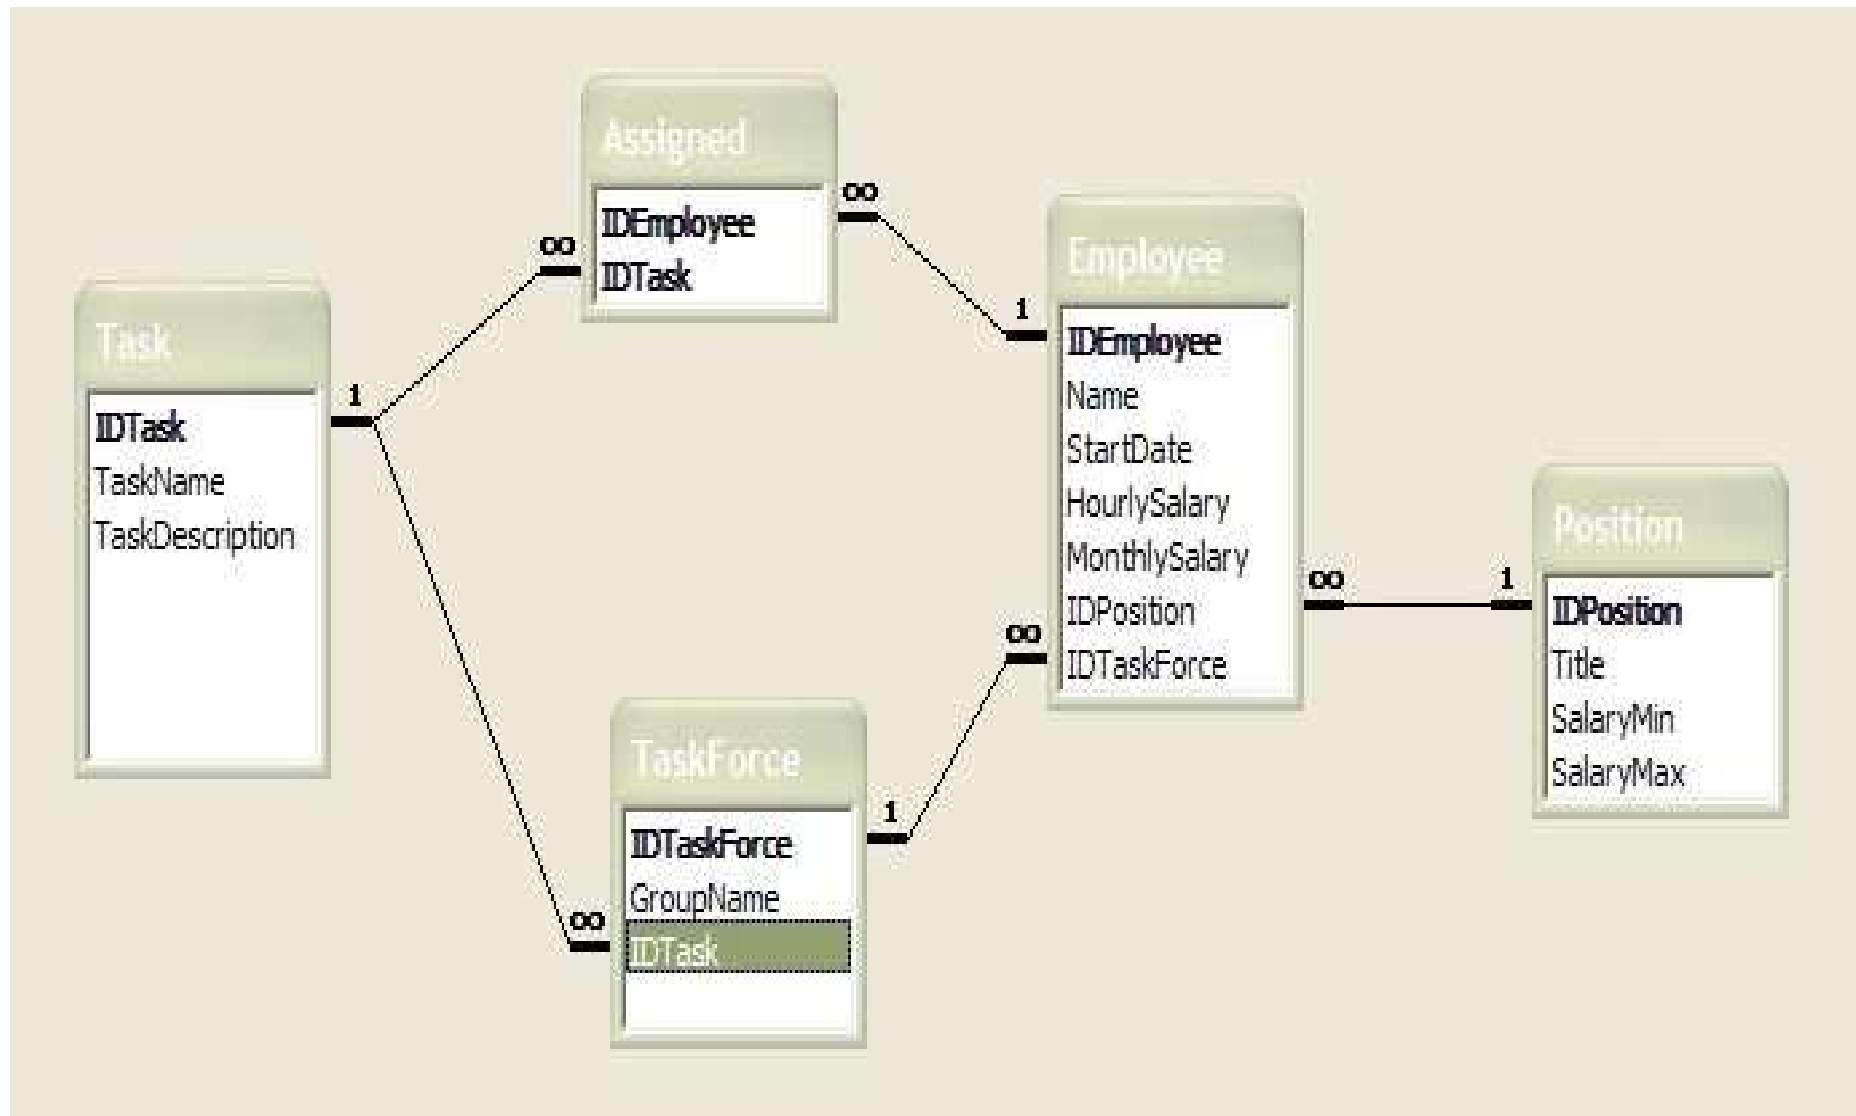 Assigned
IDEmployee
IDTask
∞
∞
Task
IDTask
TaskName
TaskDescription
1
Employee
IDEmployee
Name
StartDate
HourlySalary
MonthlySalary
IDPosition
IDTaskForce
1
∞
∞
1
Position
IDPosition
Title
SalaryMin
SalaryMax
TaskForce
IDTaskForce
GroupName
IDTask
1
∞